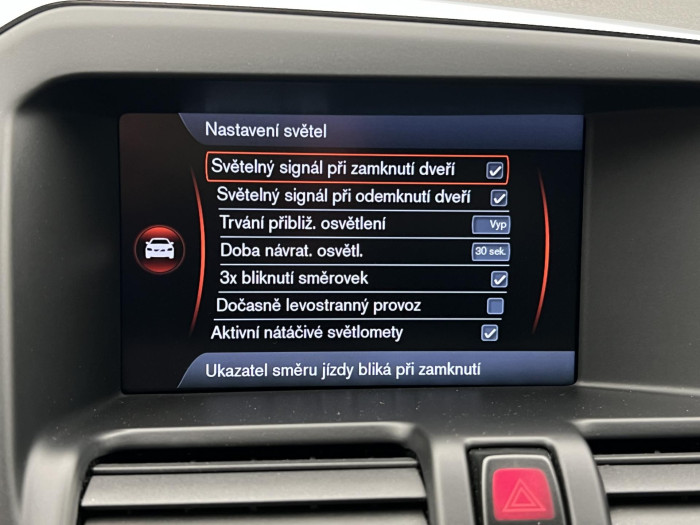 Nastavení světel
Světelný signál při zamknutí dveří
Světelný signál při odemknutí dveří
Trvání přibliž. osvětlení Vyp
Doba návrat. osvětl. 30 sek.
3x bliknutí směrovek
Dočasně levostranný provoz
Aktivní nátáčivé světlomety
Ukazatel směru jízdy bliká při zamknutí